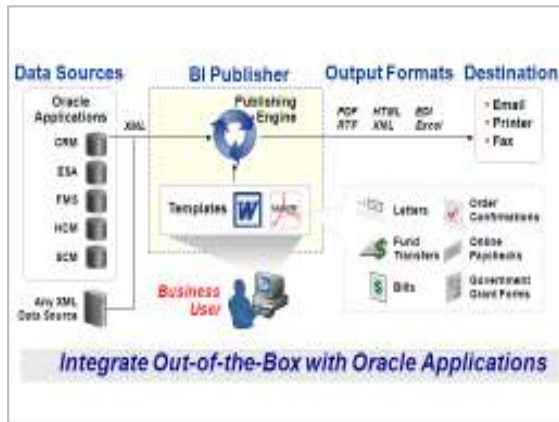 Data Sources
BI Publisher
Output Formats
Destination
Oracle
Applications
CRM
ESA
FMS
HCM
SCM
Any XML
Data Source
XML
Publishing
Engine
Templates
Business
User
PDF HTML EDI
RTF XML Excel
Email
Printer
Fax
Letters
Order
Confirmations
Fund
Transfers
Online
Paychecks
Bills
Government
Grant Forms
Integrate Out-of-the-Box with Oracle Applications